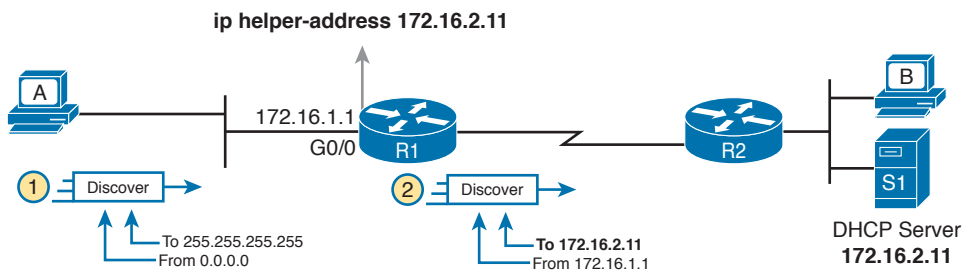 ip helper-address 172.16.2.11
A
172.16.1.1
G0/0
R1
R2
B
S1
1
Discover
To 255.255.255.255
From 0.0.0.0
2
Discover
To 172.16.2.11
From 172.16.1.1
DHCP Server
172.16.2.11